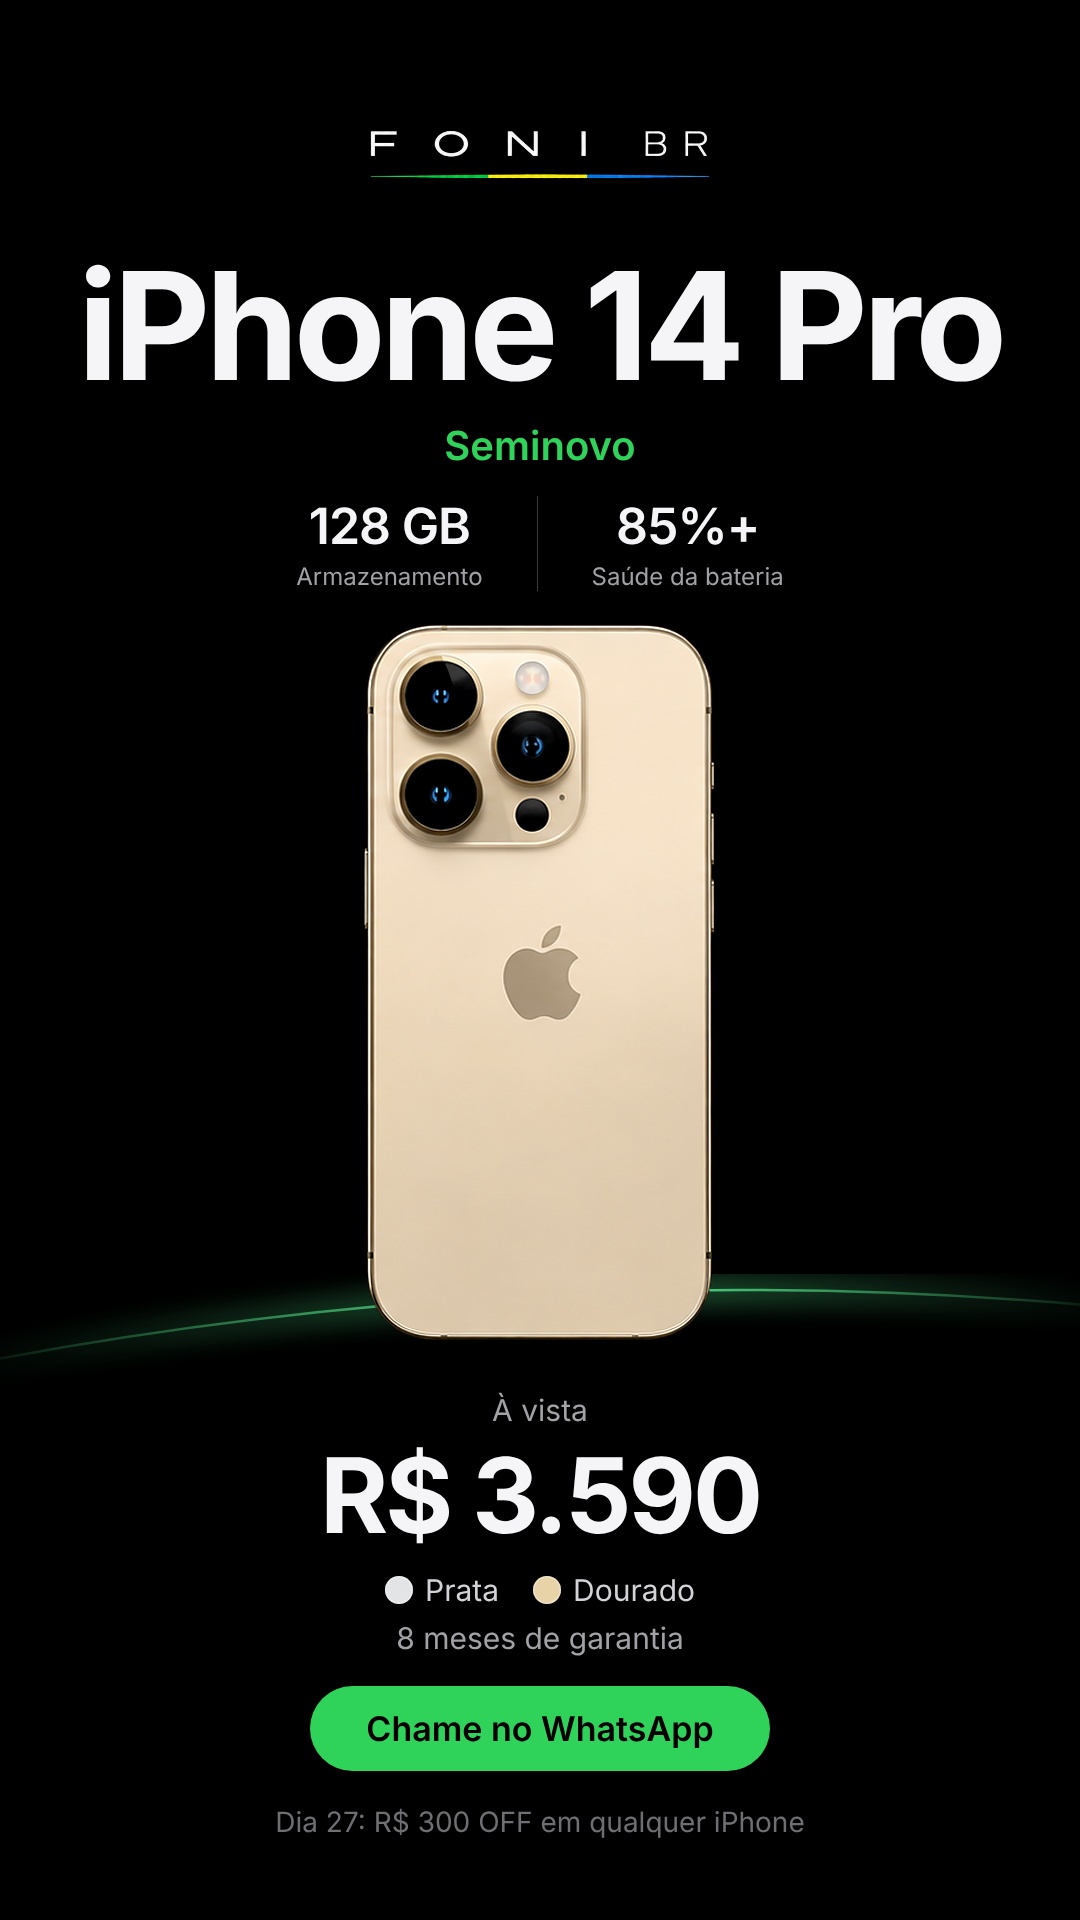 FONI BR
iPhone 14 Pro
Seminovo
128 GB
Armazenamento
85%+
Saúde da bateria
À vista
R$ 3.590
Prata
Dourado
8 meses de garantia
Chame no WhatsApp
Dia 27: R$ 300 OFF em qualquer iPhone